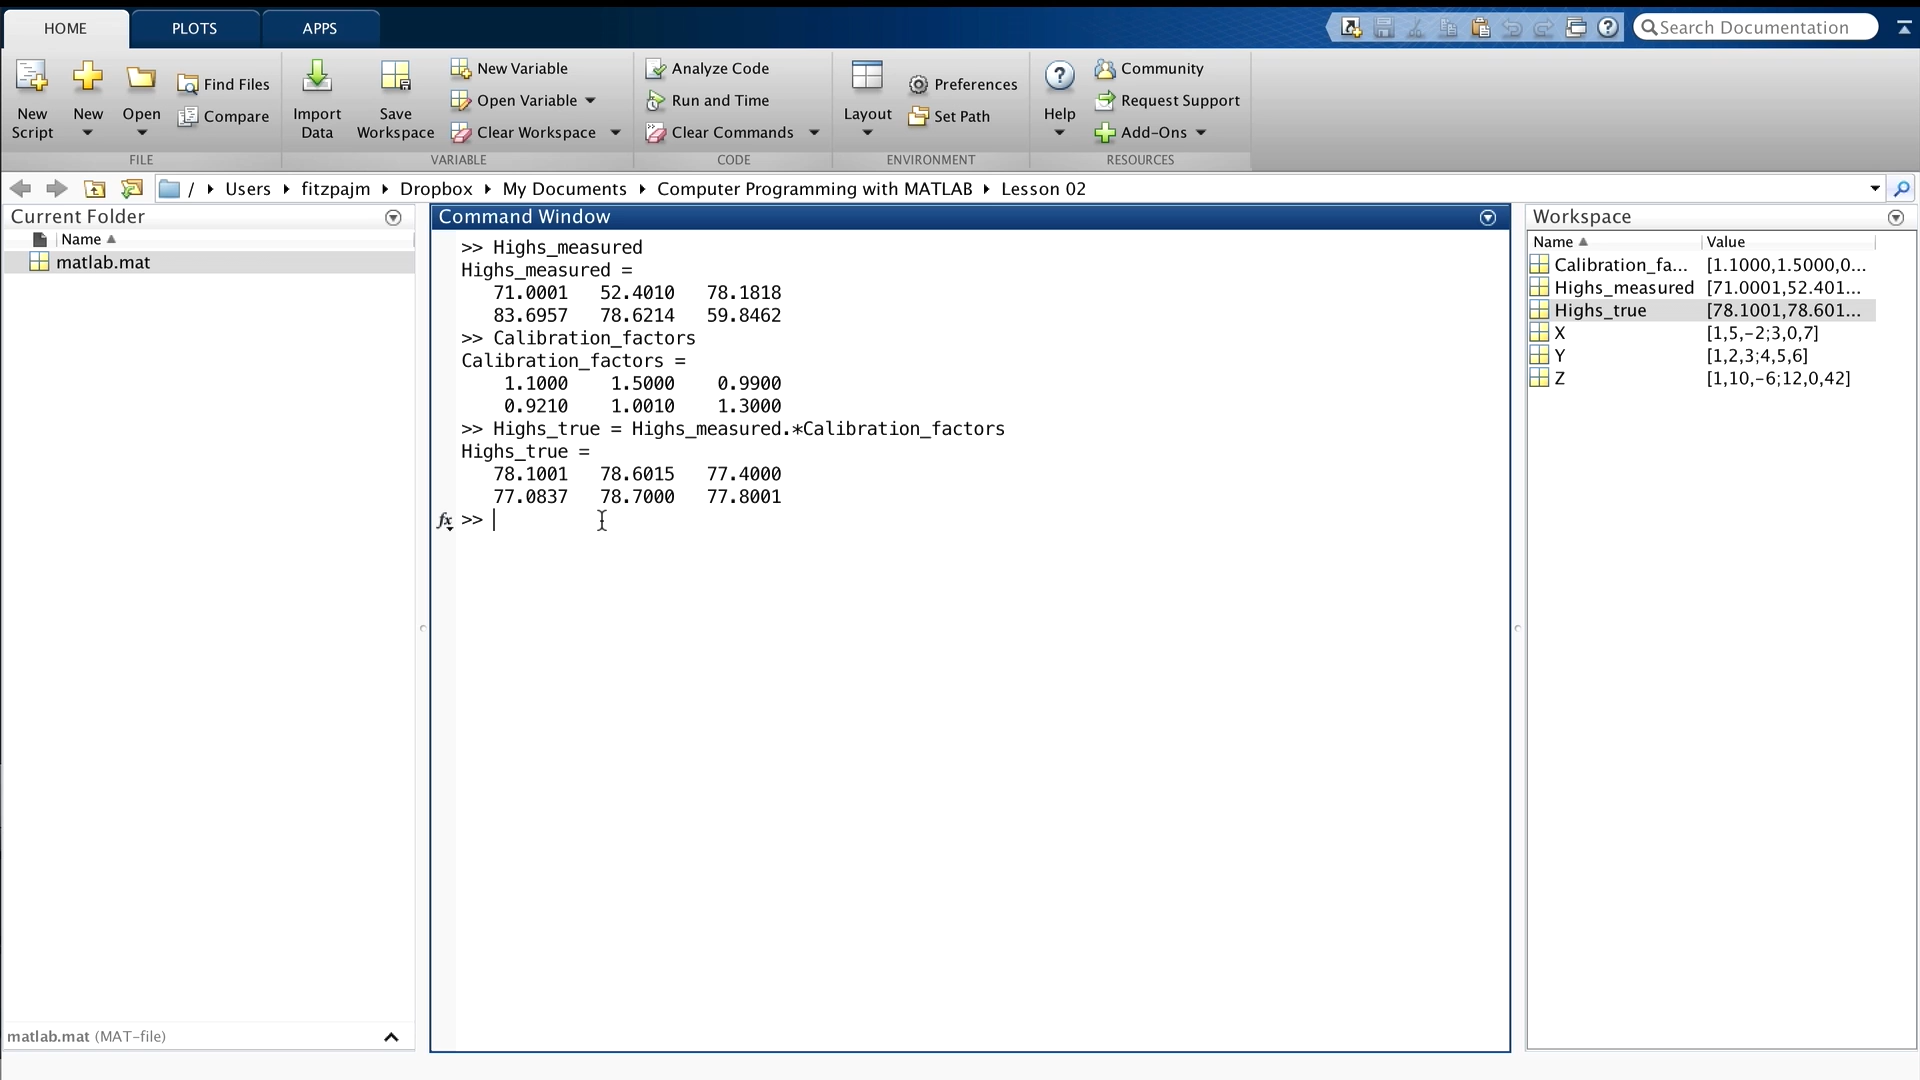 HOME PLOTS APPS Search Documentation
New Script New Open Find Files Compare Import Data Save Workspace New Variable Open Variable Clear Workspace Analyze Code Run and Time Clear Commands Layout Preferences Set Path Help Community Request Support Add-Ons
FILE VARIABLE CODE ENVIRONMENT RESOURCES
/ Users fitzpajm Dropbox My Documents Computer Programming with MATLAB Lesson 02
Current Folder
Name
matlab.mat
matlab.mat (MAT-file)
Command Window
>> Highs_measured
Highs_measured =
71.0001 52.4010 78.1818
83.6957 78.6214 59.8462
>> Calibration_factors
Calibration_factors =
1.1000 1.5000 0.9900
0.9210 1.0010 1.3000
>> Highs_true = Highs_measured.*Calibration_factors
Highs_true =
78.1001 78.6015 77.4000
77.0837 78.7000 77.8001
fx >>
Workspace
Name Value
Calibration_fa... [1.1000,1.5000,0...
Highs_measured [71.0001,52.401...
Highs_true [78.1001,78.601...
X [1,5,-2;3,0,7]
Y [1,2,3;4,5,6]
Z [1,10,-6;12,0,42]